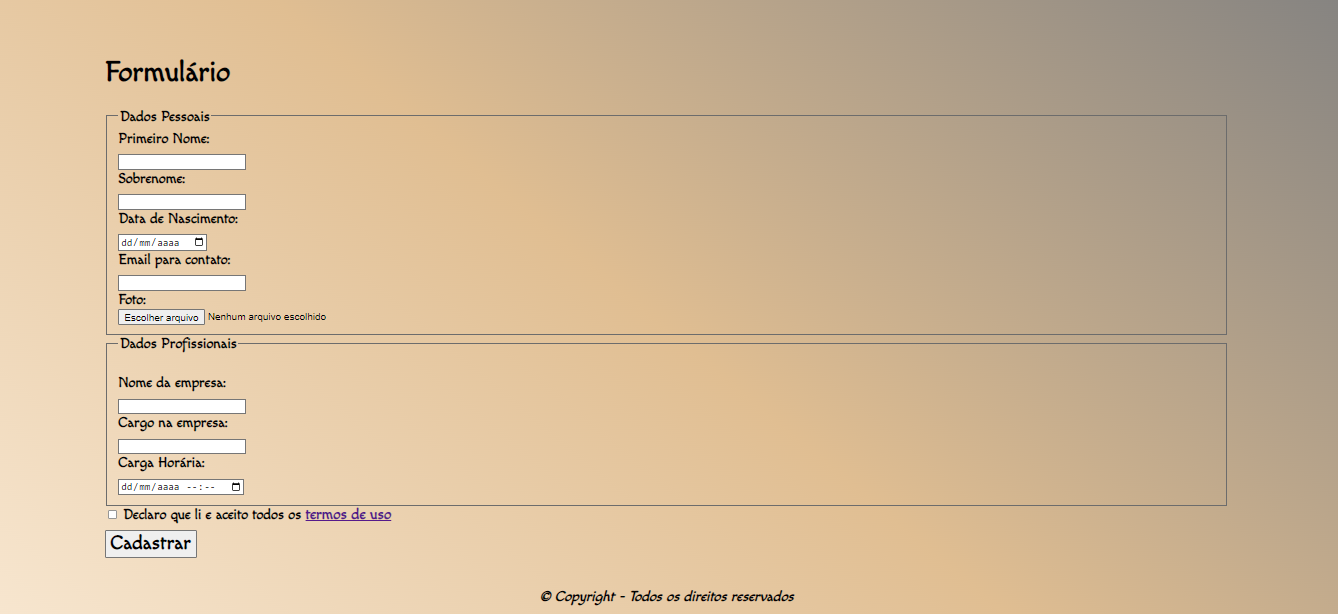 Formulário
Dados Pessoais
Primeiro Nome:
Sobrenome:
Data de Nascimento:
dd/mm/aaaa
Email para contato:
Foto:
Escolher arquivo Nenhum arquivo escolhido
Dados Profissionais
Nome da empresa:
Cargo na empresa:
Carga Horária:
dd/mm/aaaa --:--
Declaro que li e aceito todos os termos de uso
Cadastrar
© Copyright - Todos os direitos reservados